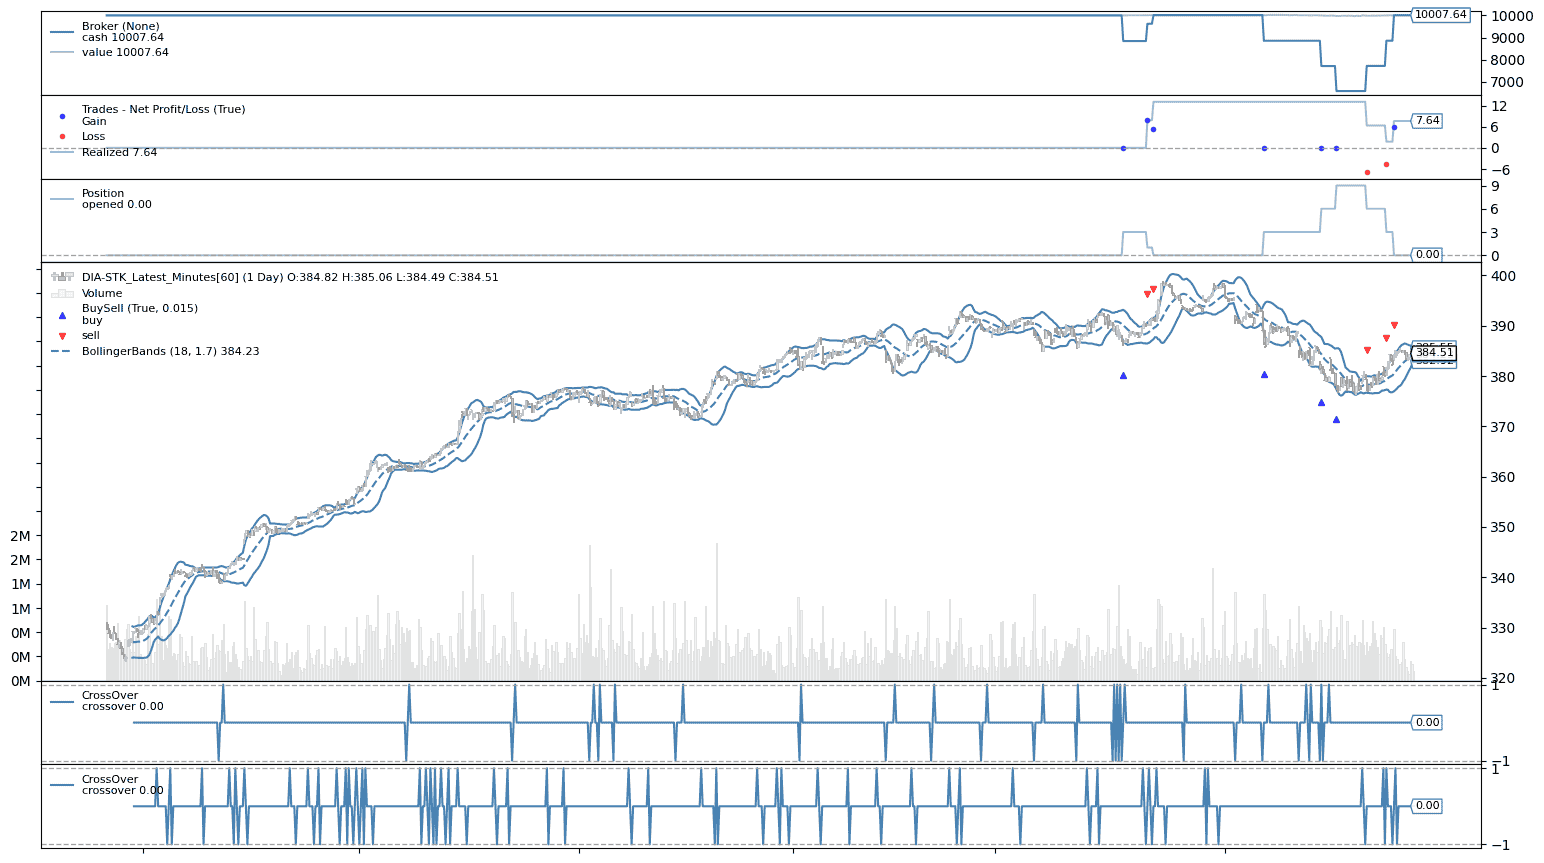 Broker (None)
cash 10007.64
value 10007.64
10007.64
10000
9000
8000
7000
Trades - Net Profit/Loss (True)
Gain
Loss
Realized 7.64
7.64
12
6
0
−6
Position
opened 0.00
0.00
9
6
3
0
DIA-STK_Latest_Minutes[60] (1 Day) O:384.82 H:385.06 L:384.49 C:384.51
Volume
BuySell (True, 0.015)
buy
sell
BollingerBands (18, 1.7) 384.23
384.51
400
390
380
370
360
350
340
330
320
2M
2M
1M
1M
0M
0M
0M
CrossOver
crossover 0.00
0.00
1
−1
CrossOver
crossover 0.00
0.00
1
−1